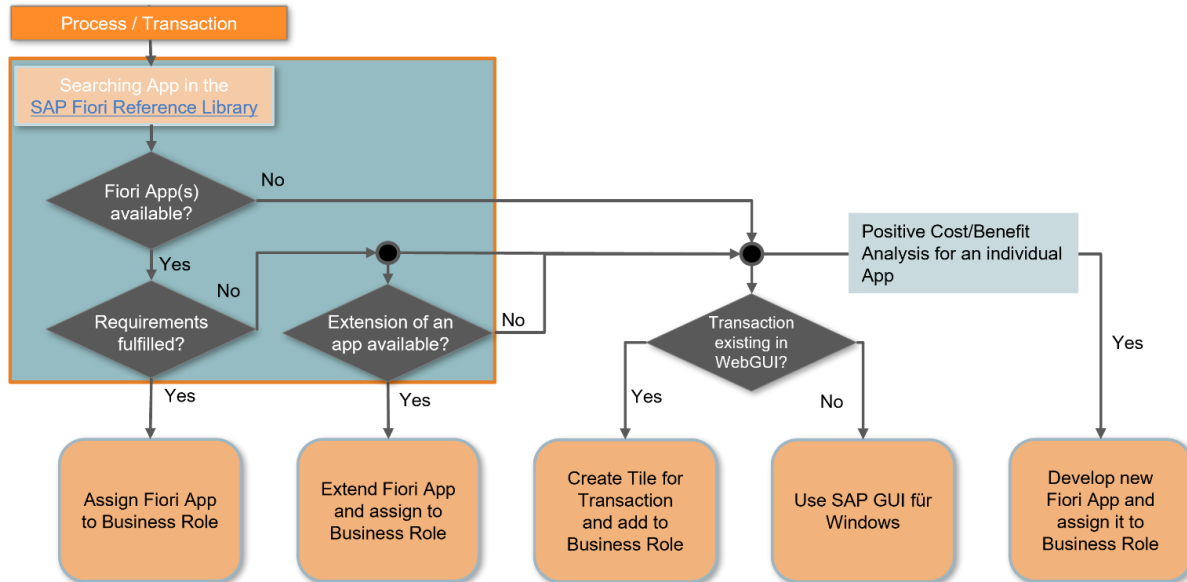 Process / Transaction
Searching App in the
SAP Fiori Reference Library
Fiori App(s)
available?
No
Yes
Requirements
fulfilled?
No
Extension of an
app available?
No
Transaction
existing in
WebGUI?
Positive Cost/Benefit
Analysis for an individual
App
Yes
Yes
Yes
Yes
No
Assign Fiori App
to Business Role
Extend Fiori App
and assign to
Business Role
Create Tile for
Transaction
and add to
Business Role
Use SAP GUI für
Windows
Develop new
Fiori App and
assign it to
Business Role